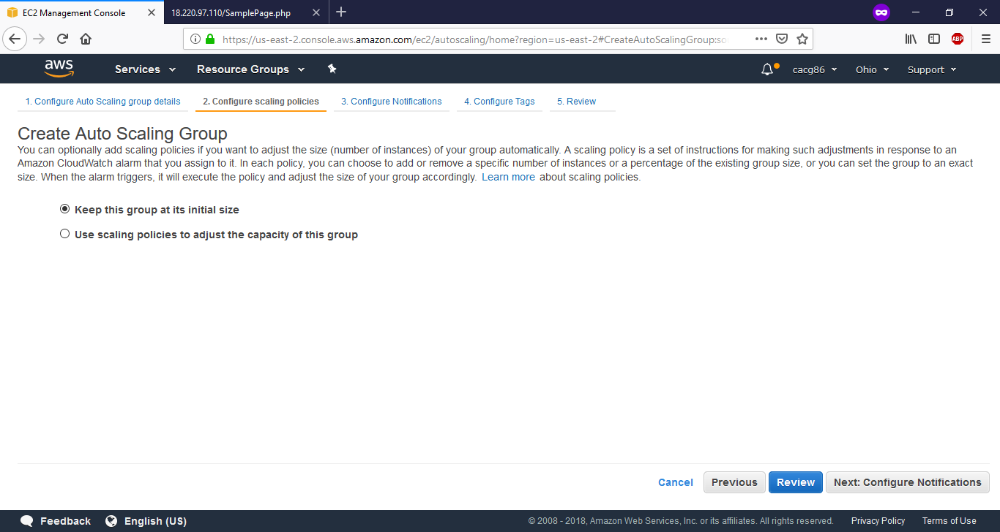 EC2 Management Console
18.220.97.110/SamplePage.php
https://us-east-2.console.aws.amazon.com/ec2/autoscaling/home?region=us-east-2#CreateAutoScalingGroup:so
ABP
aws Services Resource Groups cacg86 Ohio Support
1. Configure Auto Scaling group details 2. Configure scaling policies 3. Configure Notifications 4. Configure Tags 5. Review
Create Auto Scaling Group
You can optionally add scaling policies if you want to adjust the size (number of instances) of your group automatically. A scaling policy is a set of instructions for making such adjustments in response to an
Amazon CloudWatch alarm that you assign to it. In each policy, you can choose to add or remove a specific number of instances or a percentage of the existing group size, or you can set the group to an exact
size. When the alarm triggers, it will execute the policy and adjust the size of your group accordingly. Learn more about scaling policies.
Keep this group at its initial size
Use scaling policies to adjust the capacity of this group
Cancel Previous Review Next: Configure Notifications
Feedback English (US) © 2008 - 2018, Amazon Web Services, Inc. or its affiliates. All rights reserved. Privacy Policy Terms of Use